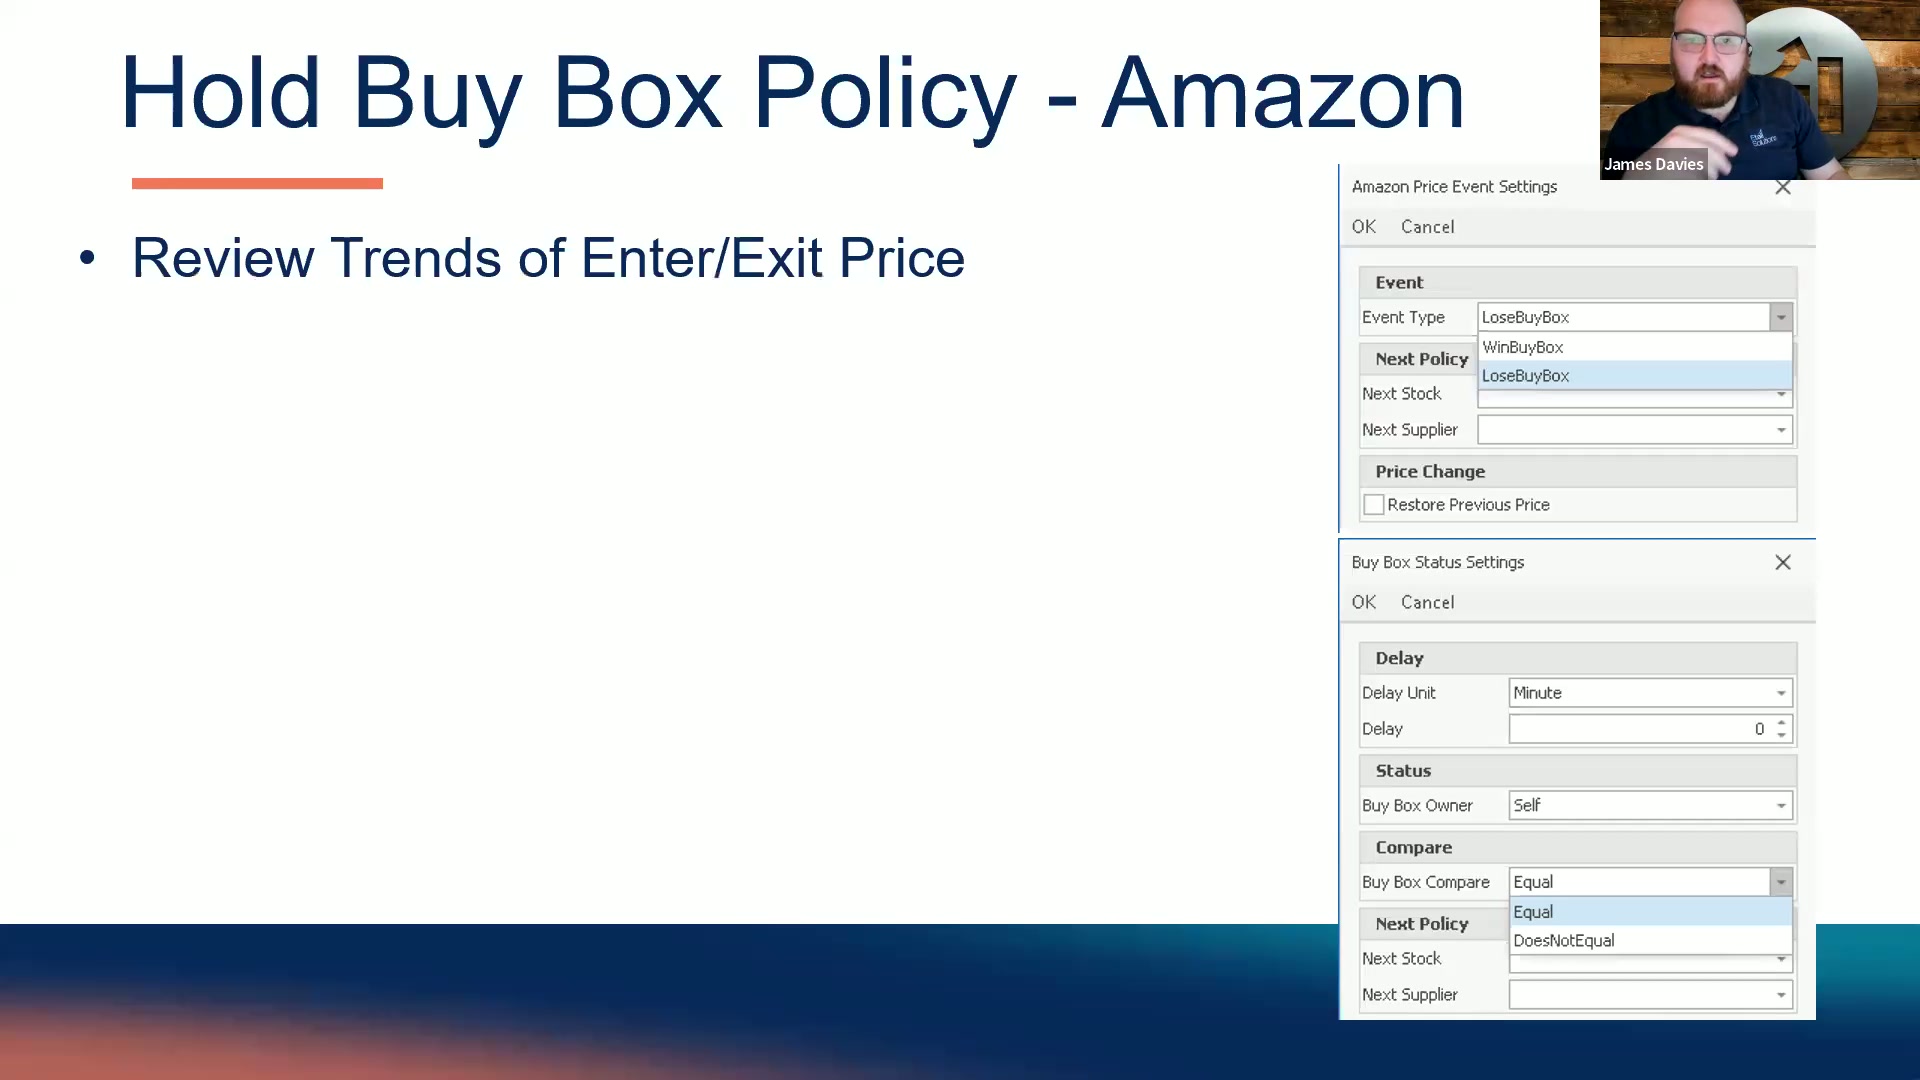 Hold Buy Box Policy - Amazon
• Review Trends of Enter/Exit Price
James Davies
Etail
Solutions
Amazon Price Event Settings
OK Cancel
Event
Event Type LoseBuyBox
WinBuyBox
Next Policy
LoseBuyBox
Next Stock
Next Supplier
Price Change
Restore Previous Price
Buy Box Status Settings
OK Cancel
Delay
Delay Unit Minute
Delay 0
Status
Buy Box Owner Self
Compare
Buy Box Compare Equal
Equal
Next Policy
DoesNotEqual
Next Stock
Next Supplier